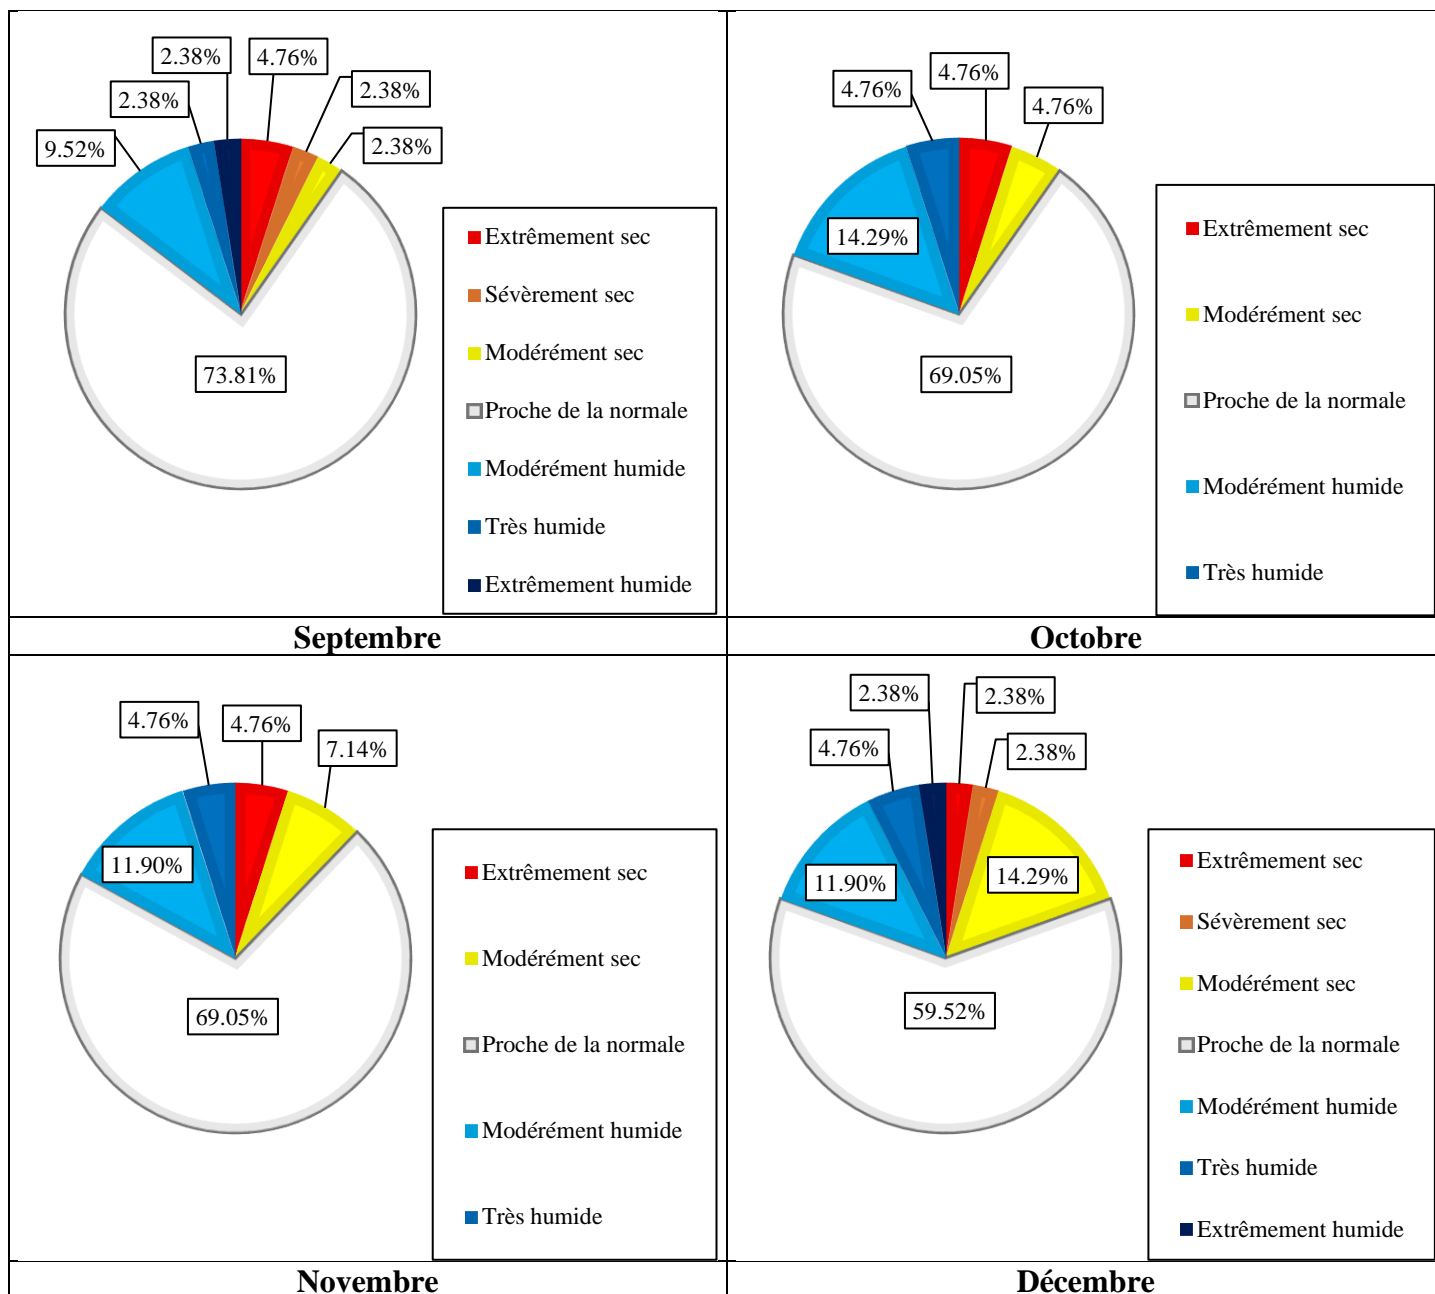 2.38%
4.76%
2.38%
2.38%
9.52%
2.38%
73.81%
Extrêmement sec
Sévèrement sec
Modérément sec
Proche de la normale
Modérément humide
Très humide
Extrêmement humide
Septembre
4.76%
4.76%
4.76%
14.29%
69.05%
Extrêmement sec
Modérément sec
Proche de la normale
Modérément humide
Très humide
Octobre
4.76%
4.76%
7.14%
11.90%
69.05%
Extrêmement sec
Modérément sec
Proche de la normale
Modérément humide
Très humide
Novembre
2.38%
2.38%
4.76%
2.38%
11.90%
14.29%
59.52%
Extrêmement sec
Sévèrement sec
Modérément sec
Proche de la normale
Modérément humide
Très humide
Extrêmement humide
Décembre